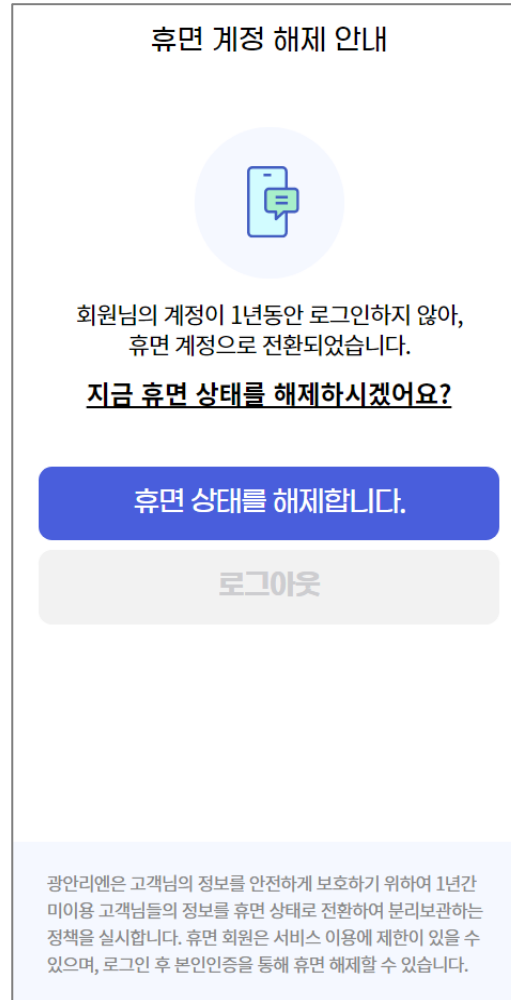 휴면 계정 해제 안내
회원님의 계정이 1년동안 로그인하지 않아,
휴면 계정으로 전환되었습니다.
지금 휴면 상태를 해제하시겠어요?
휴면 상태를 해제합니다.
로그아웃
광안리엔은 고객님의 정보를 안전하게 보호하기 위하여 1년간
미이용 고객님들의 정보를 휴면 상태로 전환하여 분리보관하는
정책을 실시합니다. 휴면 회원은 서비스 이용에 제한이 있을 수
있으며, 로그인 후 본인인증을 통해 휴면 해제할 수 있습니다.